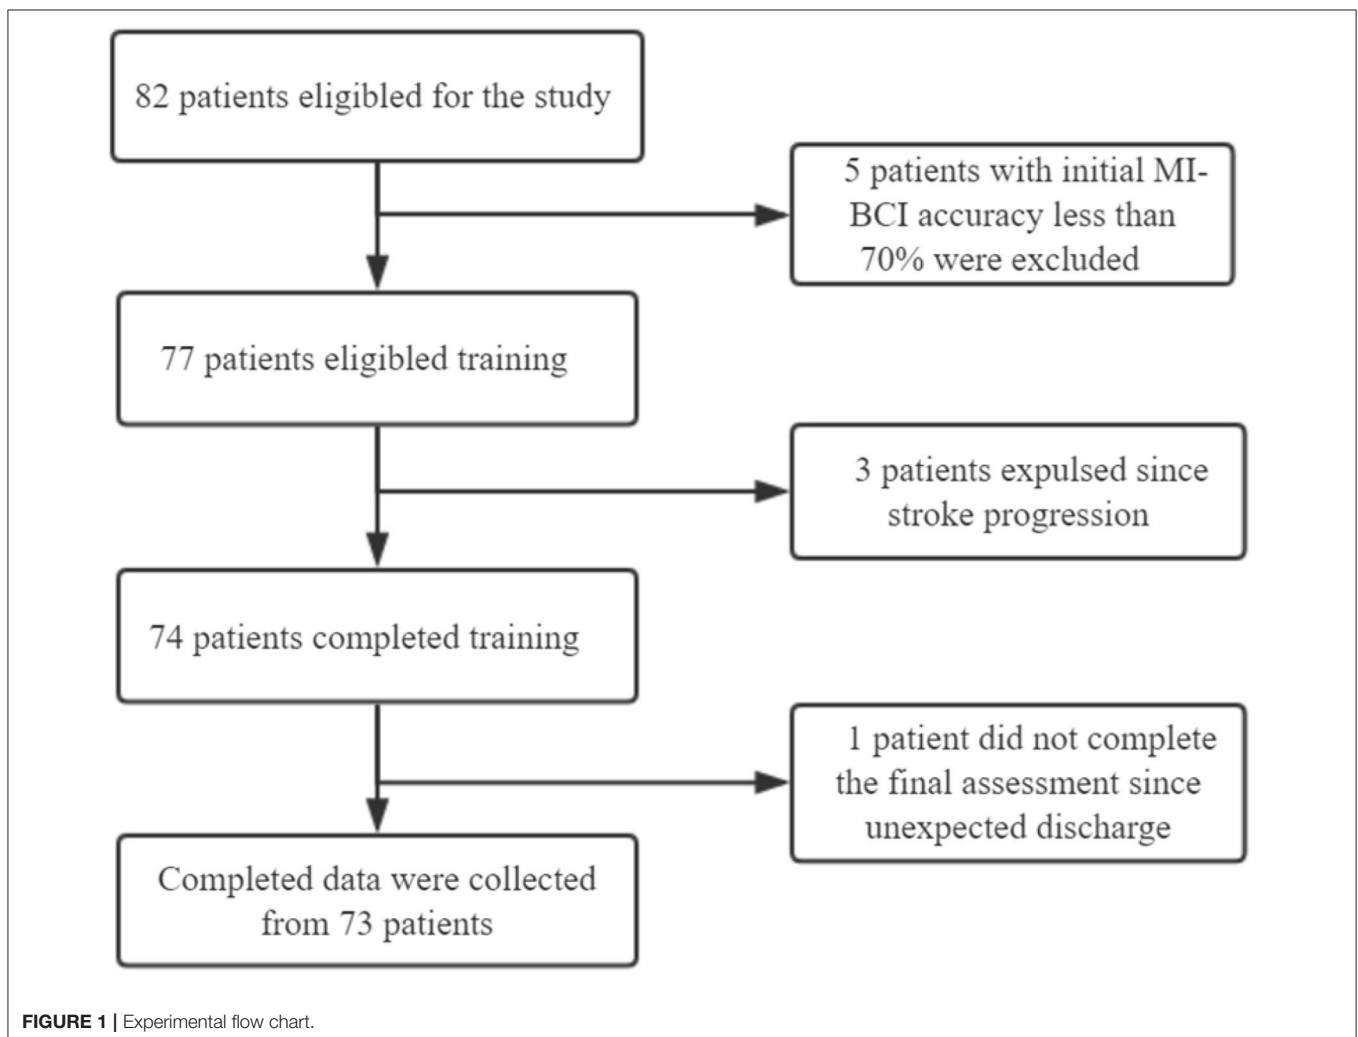 82 patients eligibled for the study
5 patients with initial MI-
BCI accuracy less than
70% were excluded
77 patients eligibled training
3 patients expulsed since
stroke progression
74 patients completed training
1 patient did not complete
the final assessment since
unexpected discharge
Completed data were collected
from 73 patients
FIGURE 1 | Experimental flow chart.